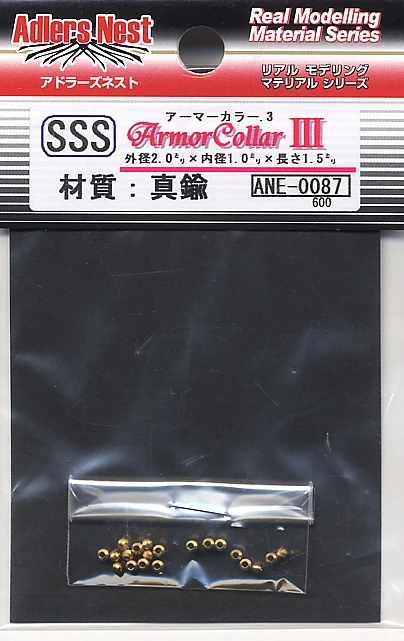 Adlers Nest
アドラーズネスト
Real Modelling
Material Series
リアル モデリング
マテリアル シリーズ
SSS
アーマーカラー.3
Armor Collar III
外径2.0㍉×内径1.0㍉×長さ1.5㍉
材質：真鍮
ANE-0087
600